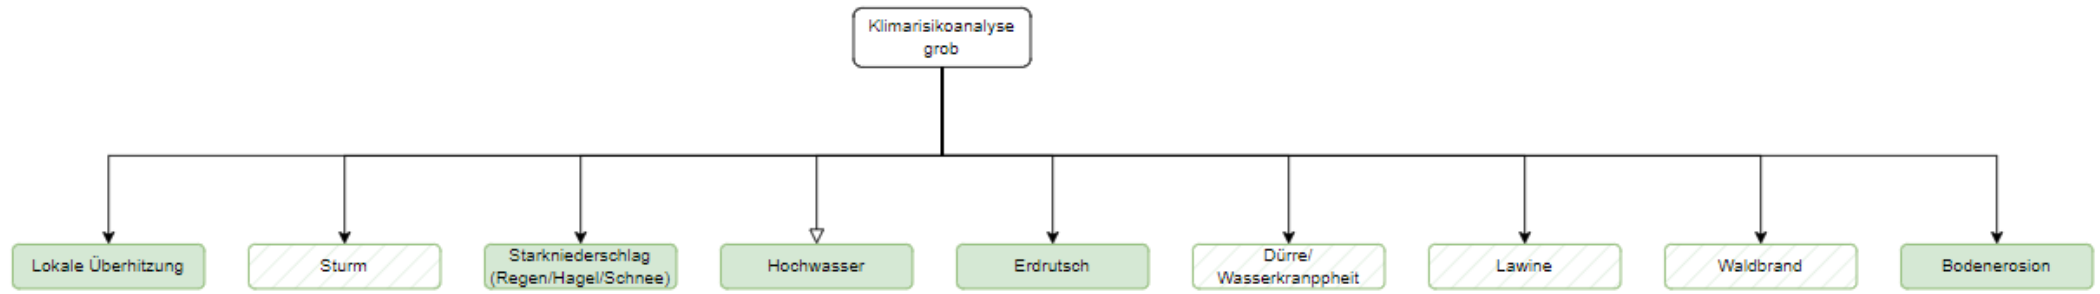 Klimarisikoanalyse
grob
Lokale Überhitzung
Sturm
Starkniederschlag
(Regen/Hagel/Schnee)
Hochwasser
Erdrutsch
Dürre/
Wasserkranppheit
Lawine
Waldbrand
Bodenerosion